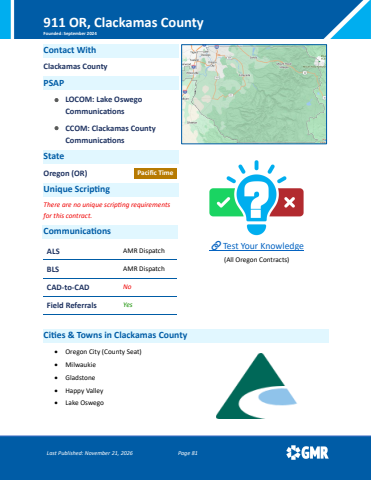 911 OR, Clackamas County
Founded: September 2024
Contact With
Clackamas County
PSAP
• LOCOM: Lake Oswego
Communications
• CCOM: Clackamas County
Communications
State
Oregon (OR) Pacific Time
Unique Scripting
There are no unique scripting requirements
for this contract.
Communications
ALS AMR Dispatch
BLS AMR Dispatch
CAD-to-CAD No
Field Referrals Yes
Test Your Knowledge
(All Oregon Contracts)
Cities & Towns in Clackamas County
• Oregon City (County Seat)
• Milwaukie
• Gladstone
• Happy Valley
• Lake Oswego
Last Published: November 21, 2026 Page 81
GMR